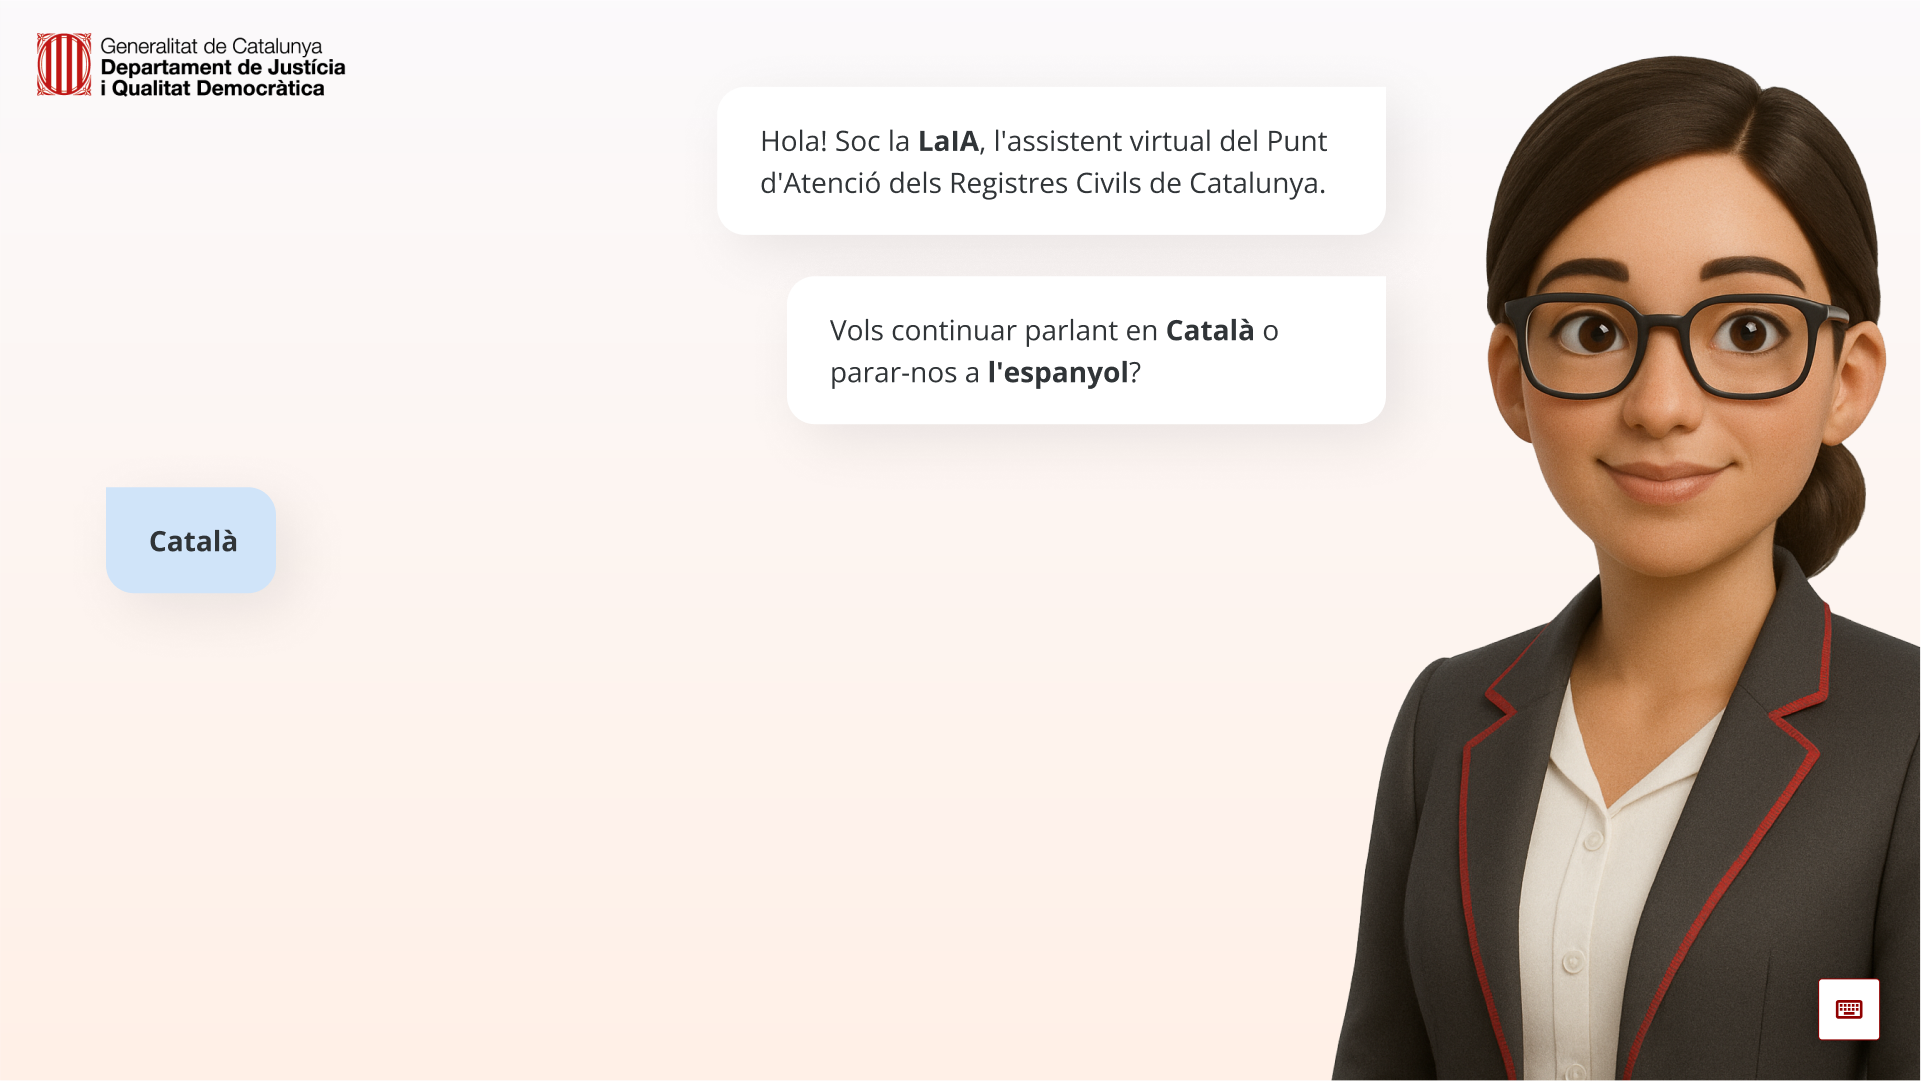 Generalitat de Catalunya
Departament de Justícia
i Qualitat Democràtica
Hola! Soc la LaIA, l'assistent virtual del Punt
d'Atenció dels Registres Civils de Catalunya.
Vols continuar parlant en Català o
parar-nos a l'espanyol?
Català